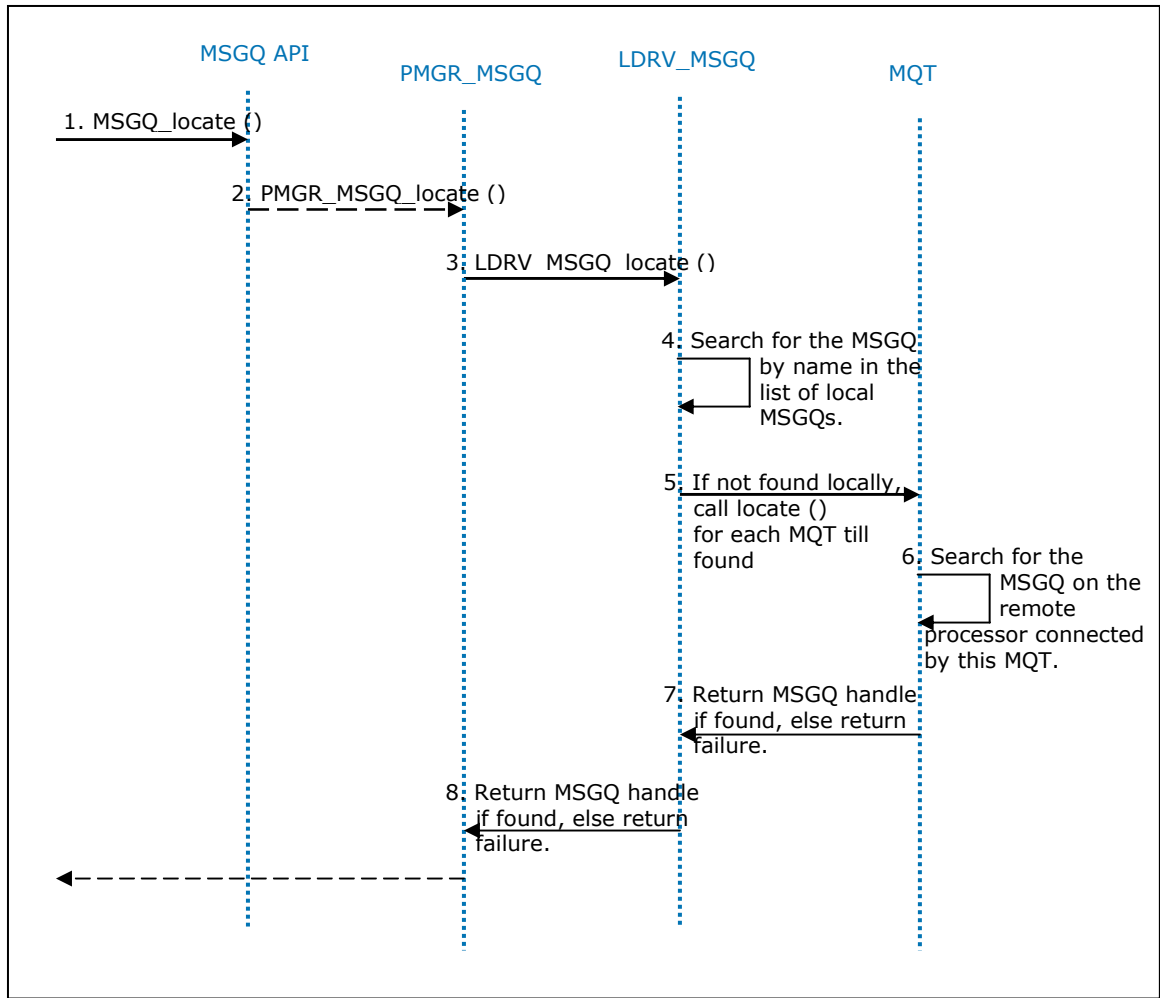 MSGQ API
PMGR_MSGQ
LDRV_MSGQ
MQT
1. MSGQ_locate ()
2. PMGR_MSGQ_locate ()
3. LDRV_MSGQ_locate ()
4. Search for the MSGQ
by name in the
list of local
MSGQs.
5. If not found locally,
call locate ()
for each MQT till
found
6. Search for the
MSGQ on the
remote
processor connected
by this MQT.
7. Return MSGQ handle
if found, else return
failure.
8. Return MSGQ handle
if found, else return
failure.